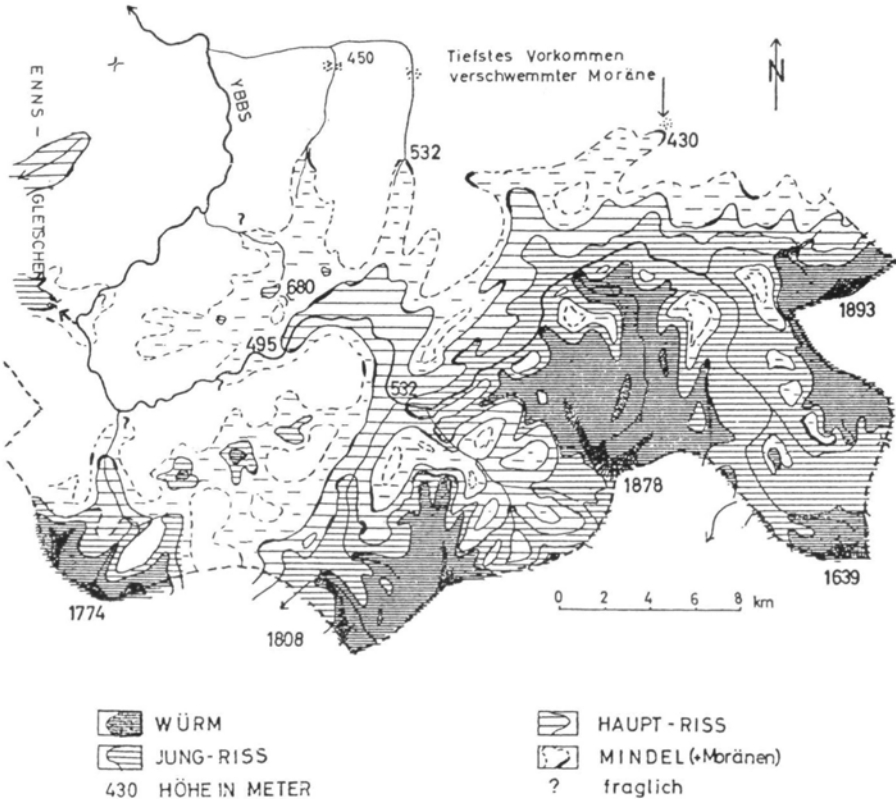 Tiefstes Vorkommen
verschwemmter Moräne
N
450
430
532
YBBS
ENNS-
GLETSCHER
?
680
495
532
?
?
1893
1878
1639
1774
1808
0 2 4 6 8 km
WÜRM
JUNG-RISS
430 HÖHE IN METER
HAUPT-RISS
MINDEL (+Moränen)
? fraglich